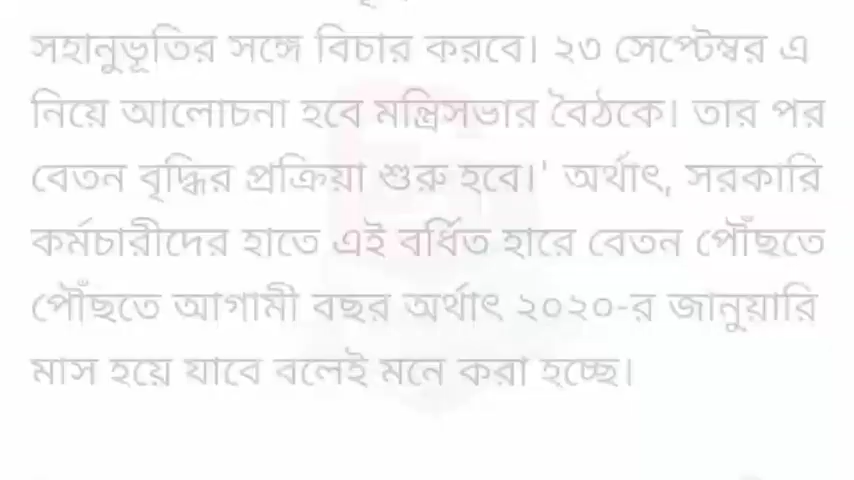 সহানুভূতির সঙ্গে বিচার করবে। ২৩ সেপ্টেম্বর এ
নিয়ে আলোচনা হবে মন্ত্রিসভার বৈঠকে। তার পর
বেতন বৃদ্ধির প্রক্রিয়া শুরু হবে।' অর্থাৎ, সরকারি
কর্মচারীদের হাতে এই বর্ধিত হারে বেতন পৌঁছতে
পৌঁছতে আগামী বছর অর্থাৎ ২০২০-র জানুয়ারি
মাস হয়ে যাবে বলেই মনে করা হচ্ছে।